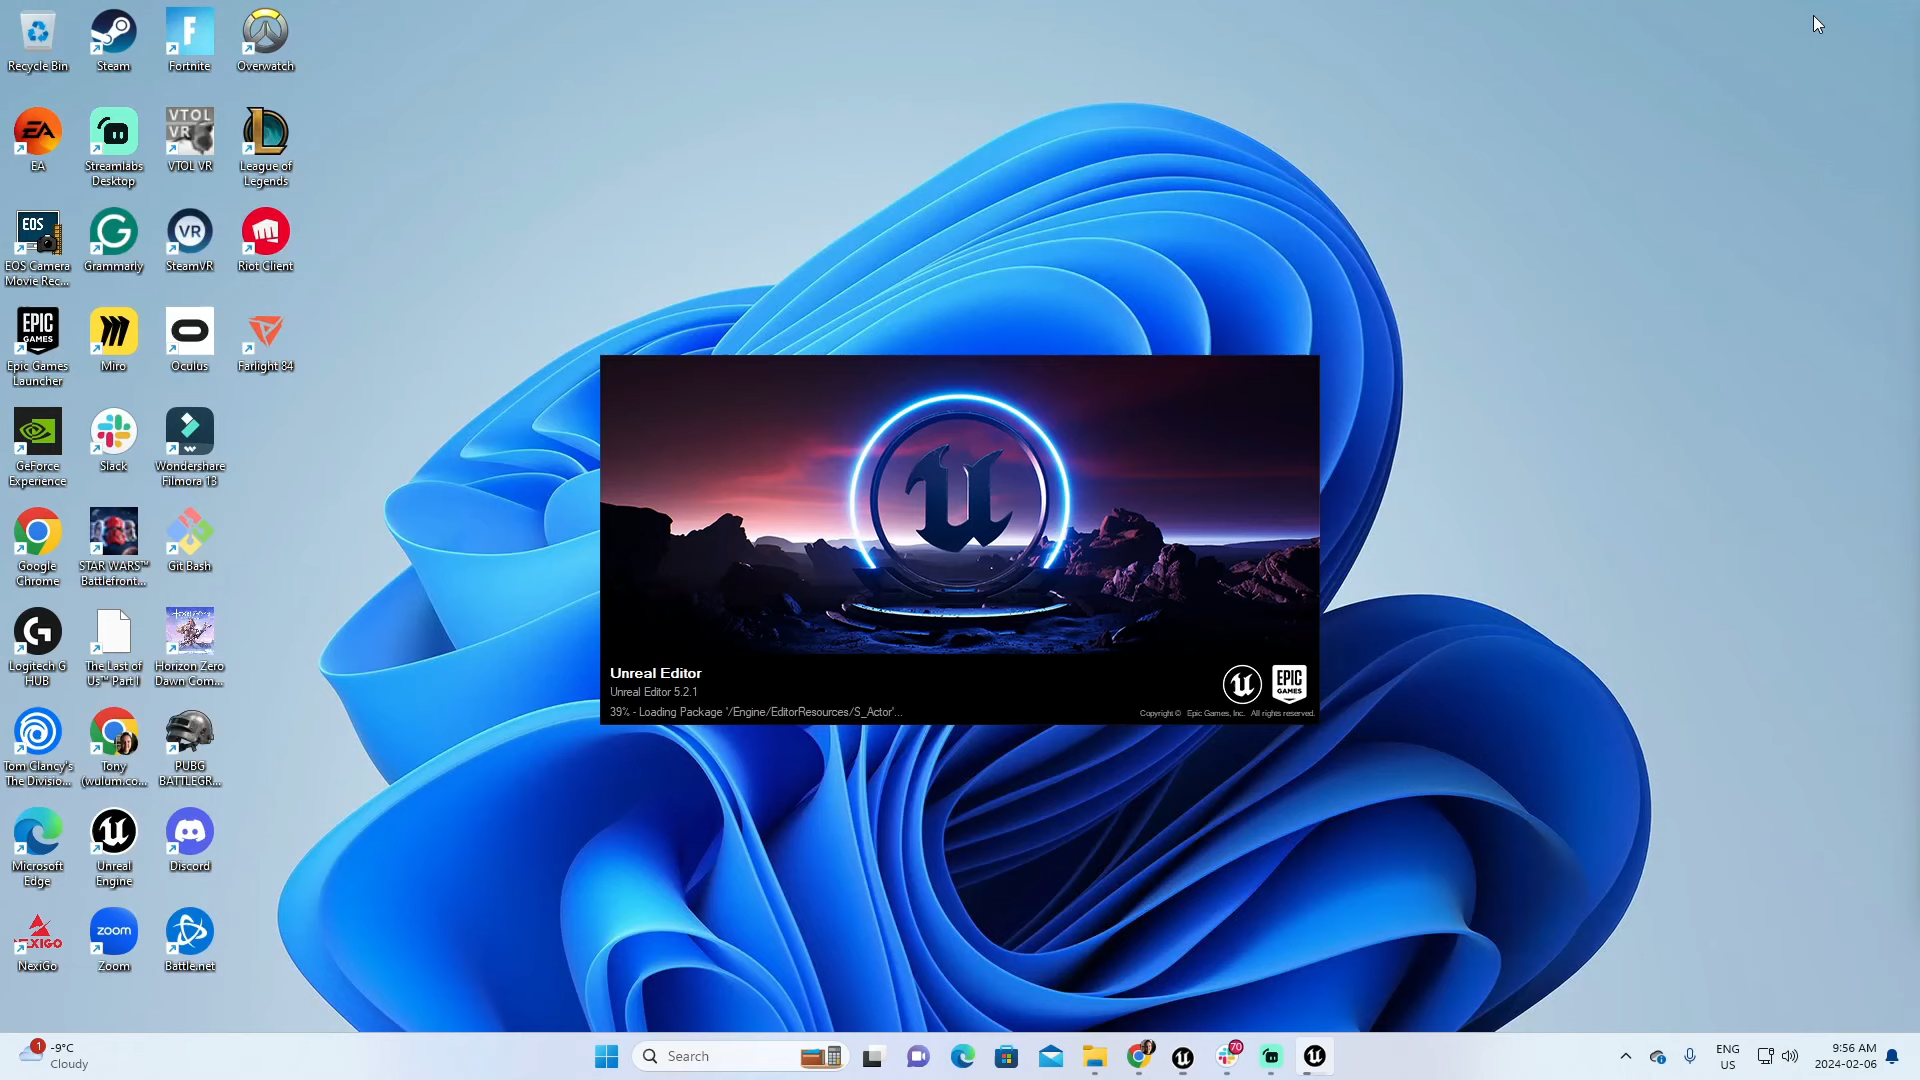 Recycle Bin
Steam
Fortnite
Overwatch
EA
Streamlabs
Desktop
VTOL
VR
VTOL VR
League of
Legends
EOS
EOS Camera
Movie Rec...
Grammarly
VR
SteamVR
Riot Client
EPIC
GAMES
Epic Games
Launcher
Miro
Oculus
Farlight 84
GeForce
Experience
Slack
Wondershare
Filmora 13
Google
Chrome
STAR WARS™
Battlefront...
Git Bash
Logitech G
HUB
The Last of
Us™ Part I
Horizon Zero
Dawn Com...
Tom Clancy's
The Divisio...
Tony
(wulum.co...
PUBG
BATTLEGR...
Microsoft
Edge
Unreal
Engine
Discord
NEXIGO
NexiGo
zoom
Zoom
Battle.net
Unreal Editor
Unreal Editor 5.2.1
39% - Loading Package '/Engine/EditorResources/S_Actor'...
EPIC
GAMES
Copyright © Epic Games, Inc. All rights reserved.
1
-9°C
Cloudy
Search
70
ENG
US
9:56 AM
2024-02-06